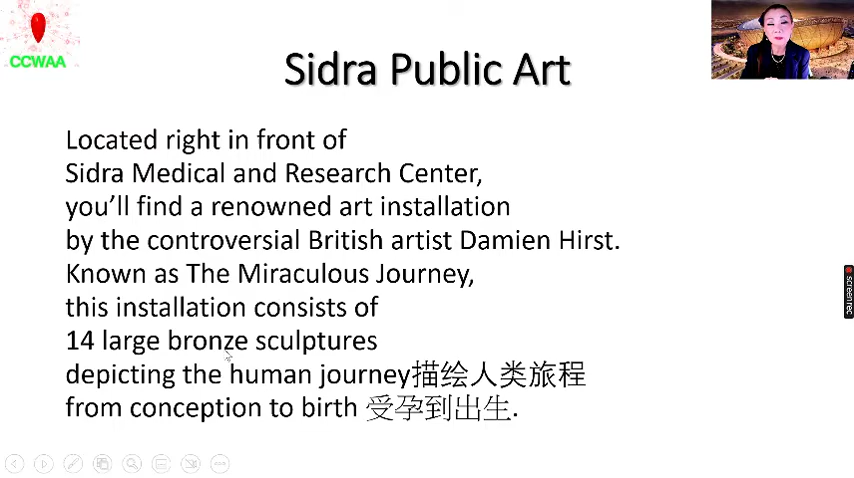 CCWAA
Sidra Public Art
Located right in front of
Sidra Medical and Research Center,
you’ll find a renowned art installation
by the controversial British artist Damien Hirst.
Known as The Miraculous Journey,
this installation consists of
14 large bronze sculptures
depicting the human journey描绘人类旅程
from conception to birth 受孕到出生.
screen rec